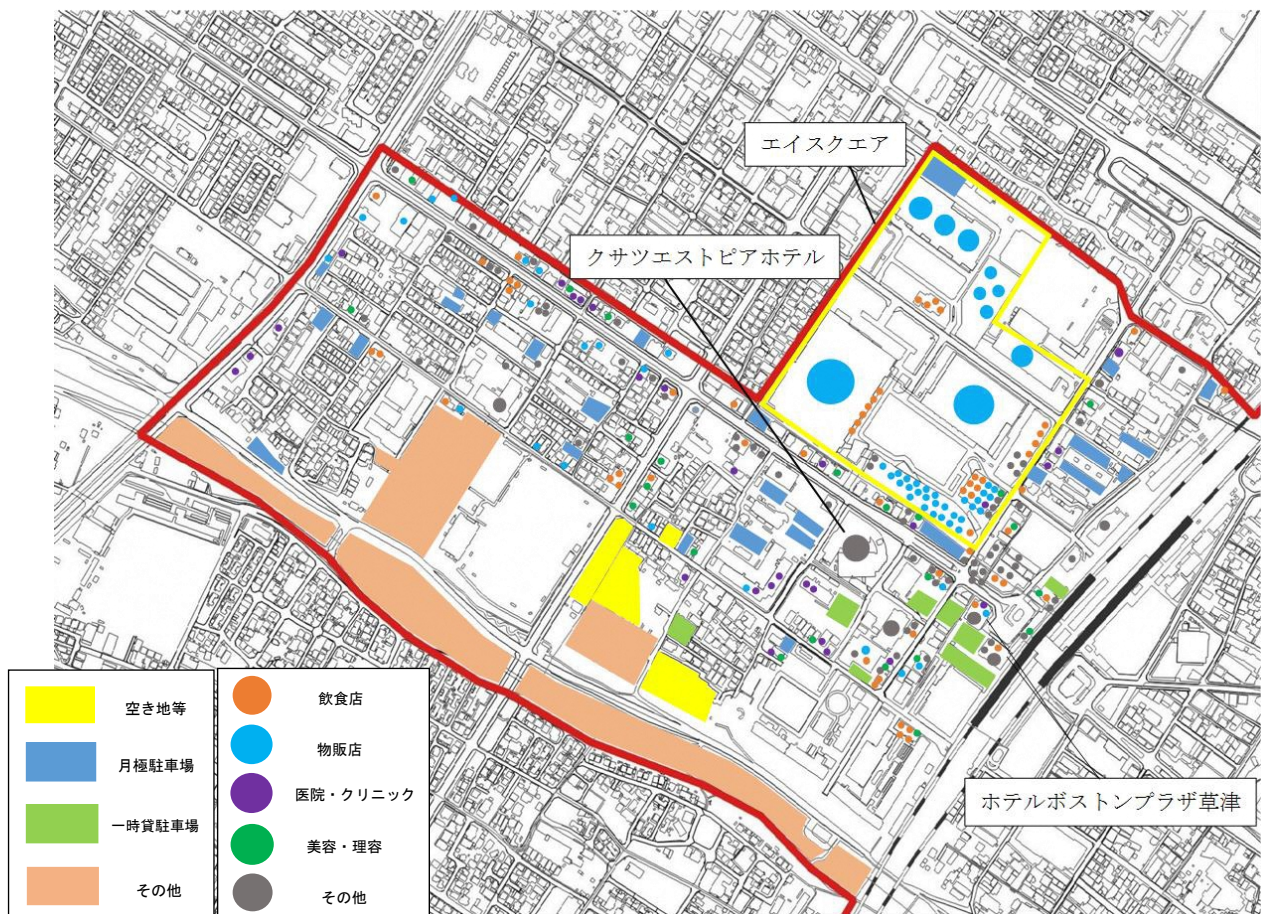 エイスクエア
クサツエストピアホテル
ホテルボストンプラザ草津
空き地等
月極駐車場
一時貸駐車場
その他
飲食店
物販店
医院・クリニック
美容・理容
その他